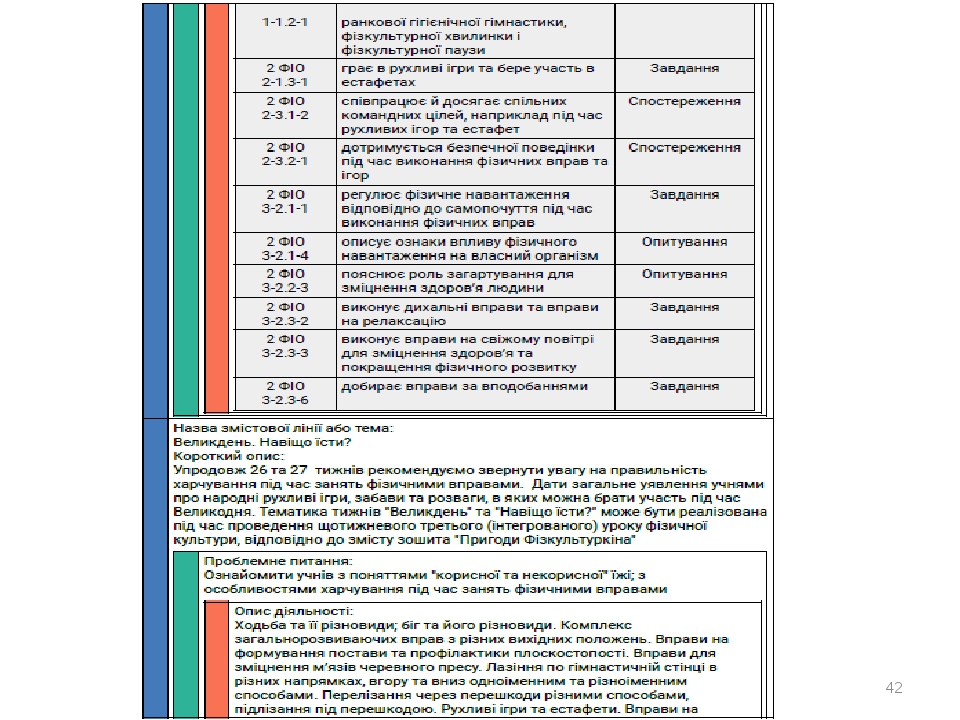 1-1.2-1 ранкової гігієнічної гімнастики,
фізкультурної хвилинки і
фізкультурної паузи
2 ФІО грає в рухливі ігри та бере участь в Завдання
2-1.3-1 естафетах
2 ФІО співпрацює й досягає спільних Спостереження
2-3.1-2 командних цілей, наприклад під час
рухливих ігор та естафет
2 ФІО дотримується безпечної поведінки Спостереження
2-3.2-1 під час виконання фізичних вправ та
ігор
2 ФІО регулює фізичне навантаження Завдання
3-2.1-1 відповідно до самопочуття під час
виконання фізичних вправ
2 ФІО описує ознаки впливу фізичного Опитування
3-2.1-4 навантаження на власний організм
2 ФІО пояснює роль загартування для Опитування
3-2.2-3 зміцнення здоров'я людини
2 ФІО виконує дихальні вправи та вправи Завдання
3-2.3-2 на релаксацію
2 ФІО виконує вправи на свіжому повітрі Завдання
3-2.3-3 для зміцнення здоров'я та
покращення фізичного розвитку
2 ФІО добирає вправи за вподобаннями Завдання
3-2.3-6
Назва змістової лінії або тема:
Великдень. Навіщо їсти?
Короткий опис:
Упродовж 26 та 27 тижнів рекомендуємо звернути увагу на правильність
харчування під час занять фізичними вправами. Дати загальне уявлення учнями
про народні рухливі ігри, забави та розваги, в яких можна брати участь під час
Великодня. Тематика тижнів "Великдень" та "Навіщо їсти?" може бути реалізована
під час проведення щотижневого третього (інтегрованого) уроку фізичної
культури, відповідно до змісту зошита "Пригоди Фізкультуркіна"
Проблемне питання:
Ознайомити учнів з поняттями "корисної та некорисної" їжі; з
особливостями харчування під час занять фізичними вправами
Опис діяльності:
Ходьба та її різновиди; біг та його різновиди. Комплекс
загальнорозвиваючих вправ з різних вихідних положень. Вправи на
формування постави та профілактики плоскостопості. Вправи для
зміцнення м'язів черевного пресу. Лазіння по гімнастичній стінці в
різних напрямках, вгору та вниз одноіменним та різноіменним
способами. Перелізання через перешкоди різними способами,
підлізання під перешкодою. Рухливі ігри та естафети. Вправи на
42